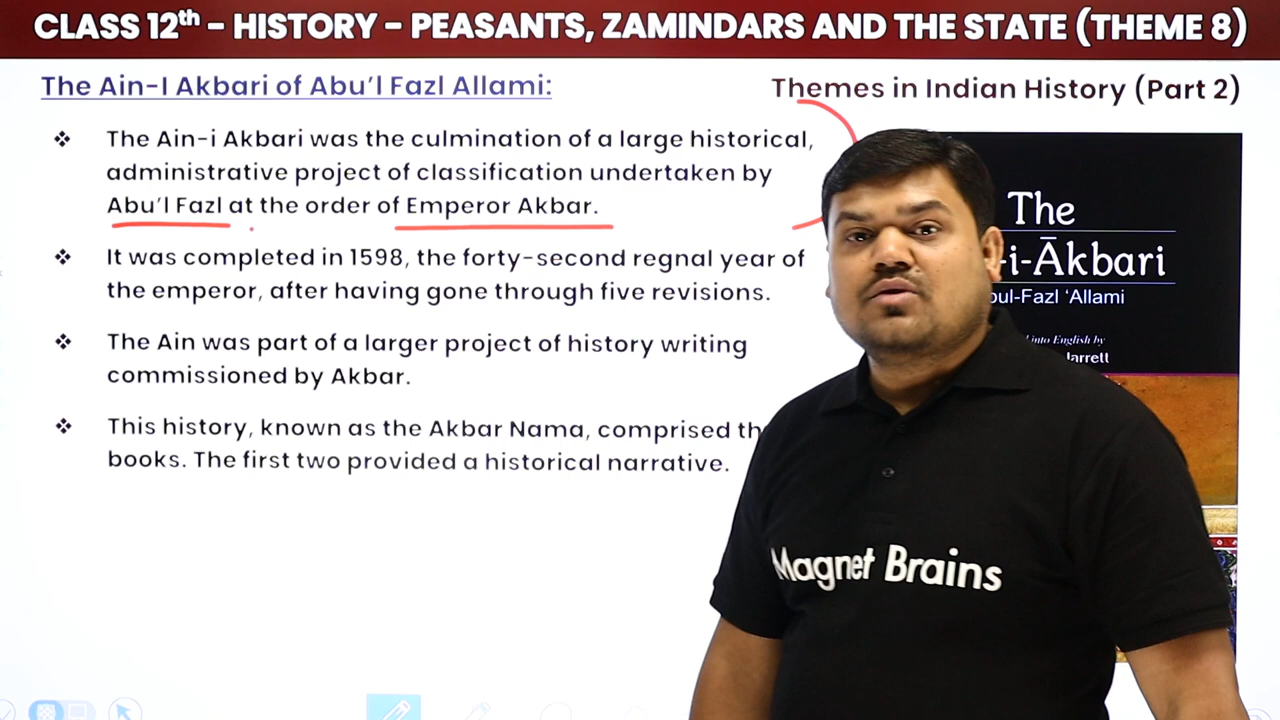 CLASS 12th – HISTORY – PEASANTS, ZAMINDARS AND THE STATE (THEME 8)
The Ain-I Akbari of Abu’l Fazl Allami:
Themes in Indian History (Part 2)
❖ The Ain-i Akbari was the culmination of a large historical,
administrative project of classification undertaken by
Abu’l Fazl at the order of Emperor Akbar.
❖ It was completed in 1598, the forty-second regnal year of
the emperor, after having gone through five revisions.
❖ The Ain was part of a larger project of history writing
commissioned by Akbar.
❖ This history, known as the Akbar Nama, comprised
books. The first two provided a historical narrative.
The
-i-Ākbari
‘Allami
into English by
Jarrett
Magnet Brains